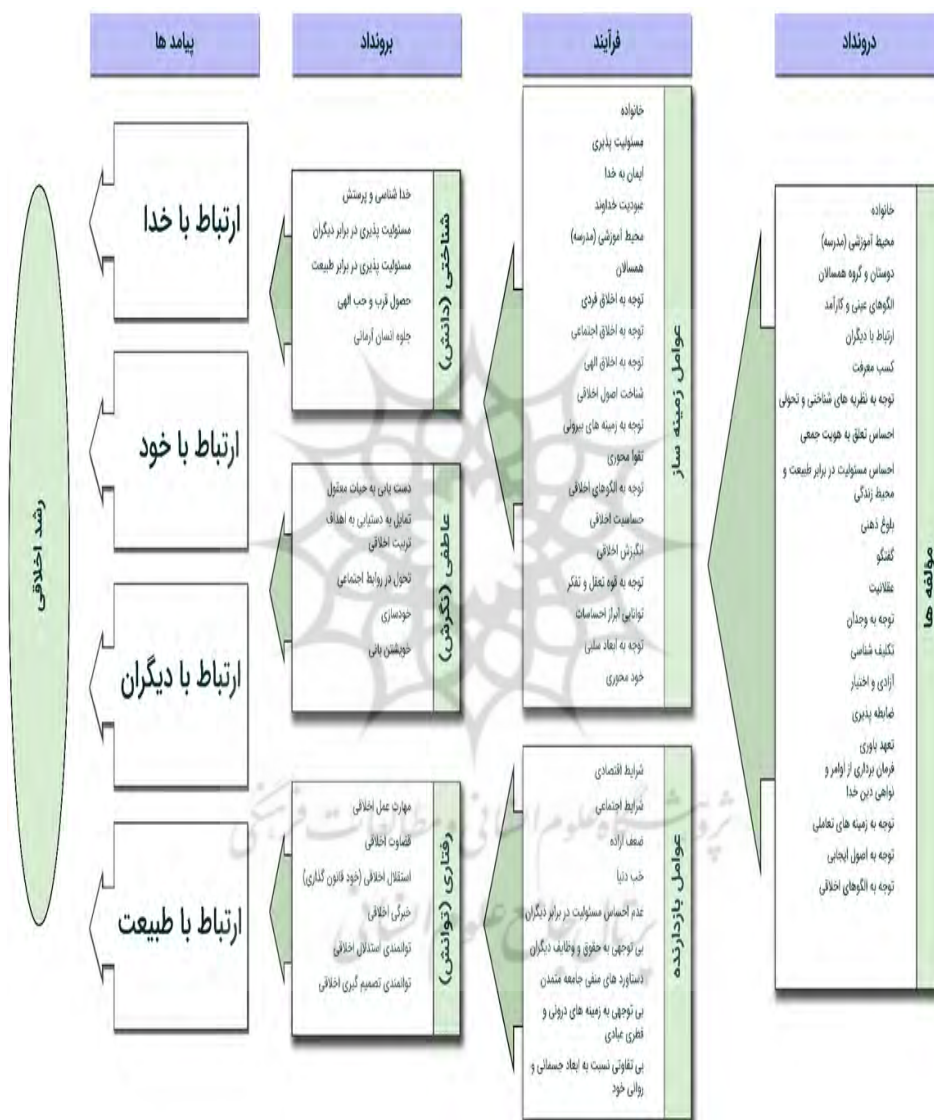 درونداد
فرآیند
برونداد
پیامد ها
مؤلفه ها
خانواده
محیط آموزشی (مدرسه)
دوستان و گروه همسالان
الگوهای عینی و کارآمد
ارتباط با دیگران
کسب معرفت
توجه به نظریه های شناختی و تحولی
احساس تعلق به هویت جمعی
احساس مسئولیت در برابر طبیعت و
محیط زندگی
بلوغ ذهنی
گفتگو
عقلانیت
توجه به وجدان
تکلیف شناسی
آزادی و اختیار
ضابطه پذیری
تعهد باوری
فرمان برداری از اوامر و
نواهی دین خدا
توجه به زمینه های تعاملی
توجه به اصول ایجابی
توجه به الگوهای اخلاقی
عوامل زمینه ساز
خانواده
مسئولیت پذیری
ایمان به خدا
عبودیت خداوند
محیط آموزشی (مدرسه)
همسالان
توجه به اخلاق فردی
توجه به اخلاق اجتماعی
توجه به اخلاق الهی
شناخت اصول اخلاقی
توجه به زمینه های بیرونی
تقوا محوری
توجه به الگوهای اخلاقی
حساسیت اخلاقی
انگیزش اخلاقی
توجه به قوه تعقل و تفکر
توانایی ابراز احساسات
توجه به ابعاد سلبی
خود محوری
عوامل بازدارنده
شرایط اقتصادی
شرایط اجتماعی
ضعف اراده
حب دنیا
عدم احساس مسئولیت در برابر دیگران
بی توجهی به حقوق و وظایف دیگران
دستاورد های منفی جامعه متمدن
بی توجهی به زمینه های درونی و
فطری عبادی
بی تفاوتی نسبت به ابعاد جسمانی و
روانی خود
شناختی (دانش)
خدا شناسی و پرستش
مسئولیت پذیری در برابر دیگران
مسئولیت پذیری در برابر طبیعت
حصول قرب و حب الهی
جلوه انسان آرمانی
عاطفی (نگرش)
دست یابی به حیات معقول
تمایل به دستیابی به اهداف
تربیت اخلاقی
تحول در روابط اجتماعی
خودسازی
خویشتن یابی
رفتاری (توانش)
مهارت عمل اخلاقی
قضاوت اخلاقی
استقلال اخلاقی (خود قانون گذاری)
خبرگی اخلاقی
توانمندی استدلال اخلاقی
توانمندی تصمیم گیری اخلاقی
ارتباط با خدا
ارتباط با خود
ارتباط با دیگران
ارتباط با طبیعت
رشد اخلاقی
پژوهشگاه علوم انسانی و مطالعات فرهنگی
پرتال جامع علوم انسانی